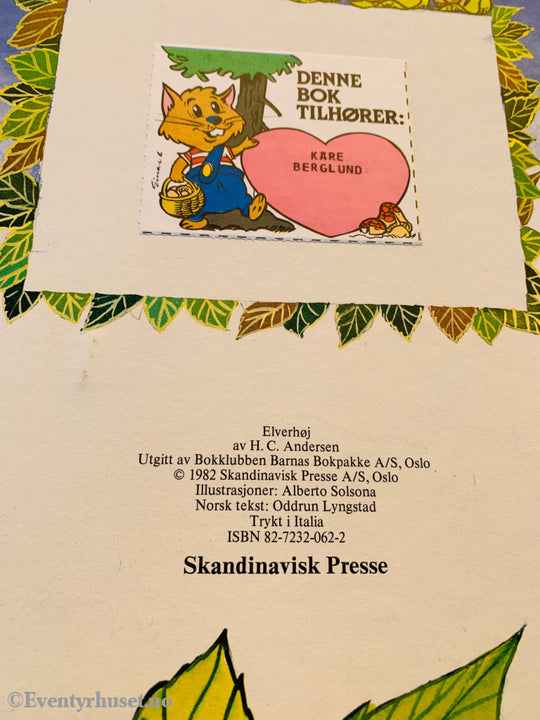 DENNE
BOK
TILHØRER:
KÅRE
BERGLUND
Elverhøj
av H. C. Andersen
Utgitt av Bokklubben Barnas Bokpakke A/S, Oslo
© 1982 Skandinavisk Presse A/S, Oslo
Illustrasjoner: Alberto Solsona
Norsk tekst: Oddrun Lyngstad
Trykt i Italia
ISBN 82-7232-062-2
Skandinavisk Presse
©Eventyrhuset.no